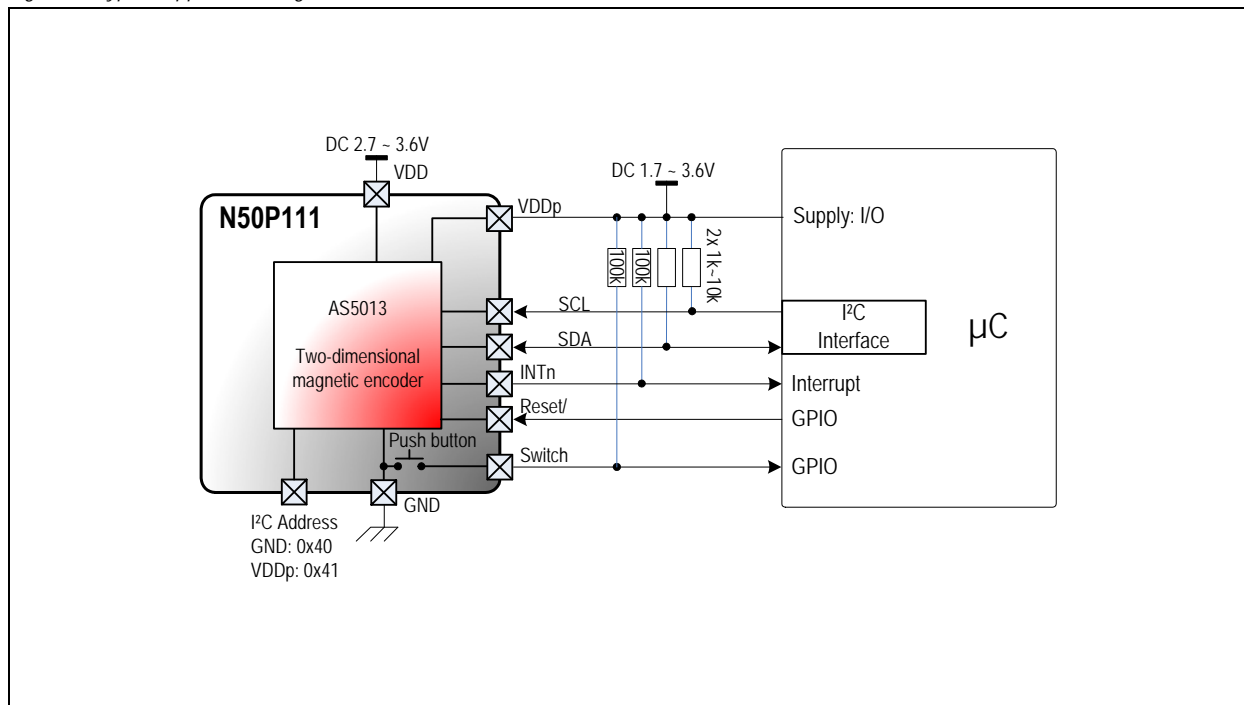 DC 2.7 ~ 3.6V
VDD
N50P111
VDDp
DC 1.7 ~ 3.6V
Supply: I/O
100k
100k
2x 1k~10k
AS5013
Two-dimensional
magnetic encoder
SCL
SDA
INTn
Reset/
Push button
Switch
I²C
Interface
µC
Interrupt
GPIO
GPIO
GND
I²C Address
GND: 0x40
VDDp: 0x41